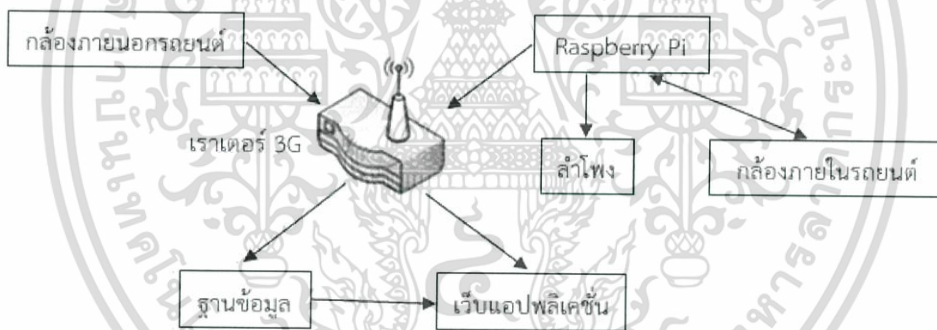 กล้องภายนอกรถยนต์
Raspberry Pi
เราเตอร์ 3G
ลำโพง
กล้องภายในรถยนต์
ฐานข้อมูล
เว็บแอปพลิเคชั่น